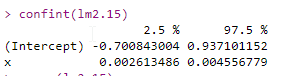 > confint(lm2.15)
2.5 % 97.5 %
(Intercept) -0.700843004 0.937101152
x 0.002613486 0.004556779